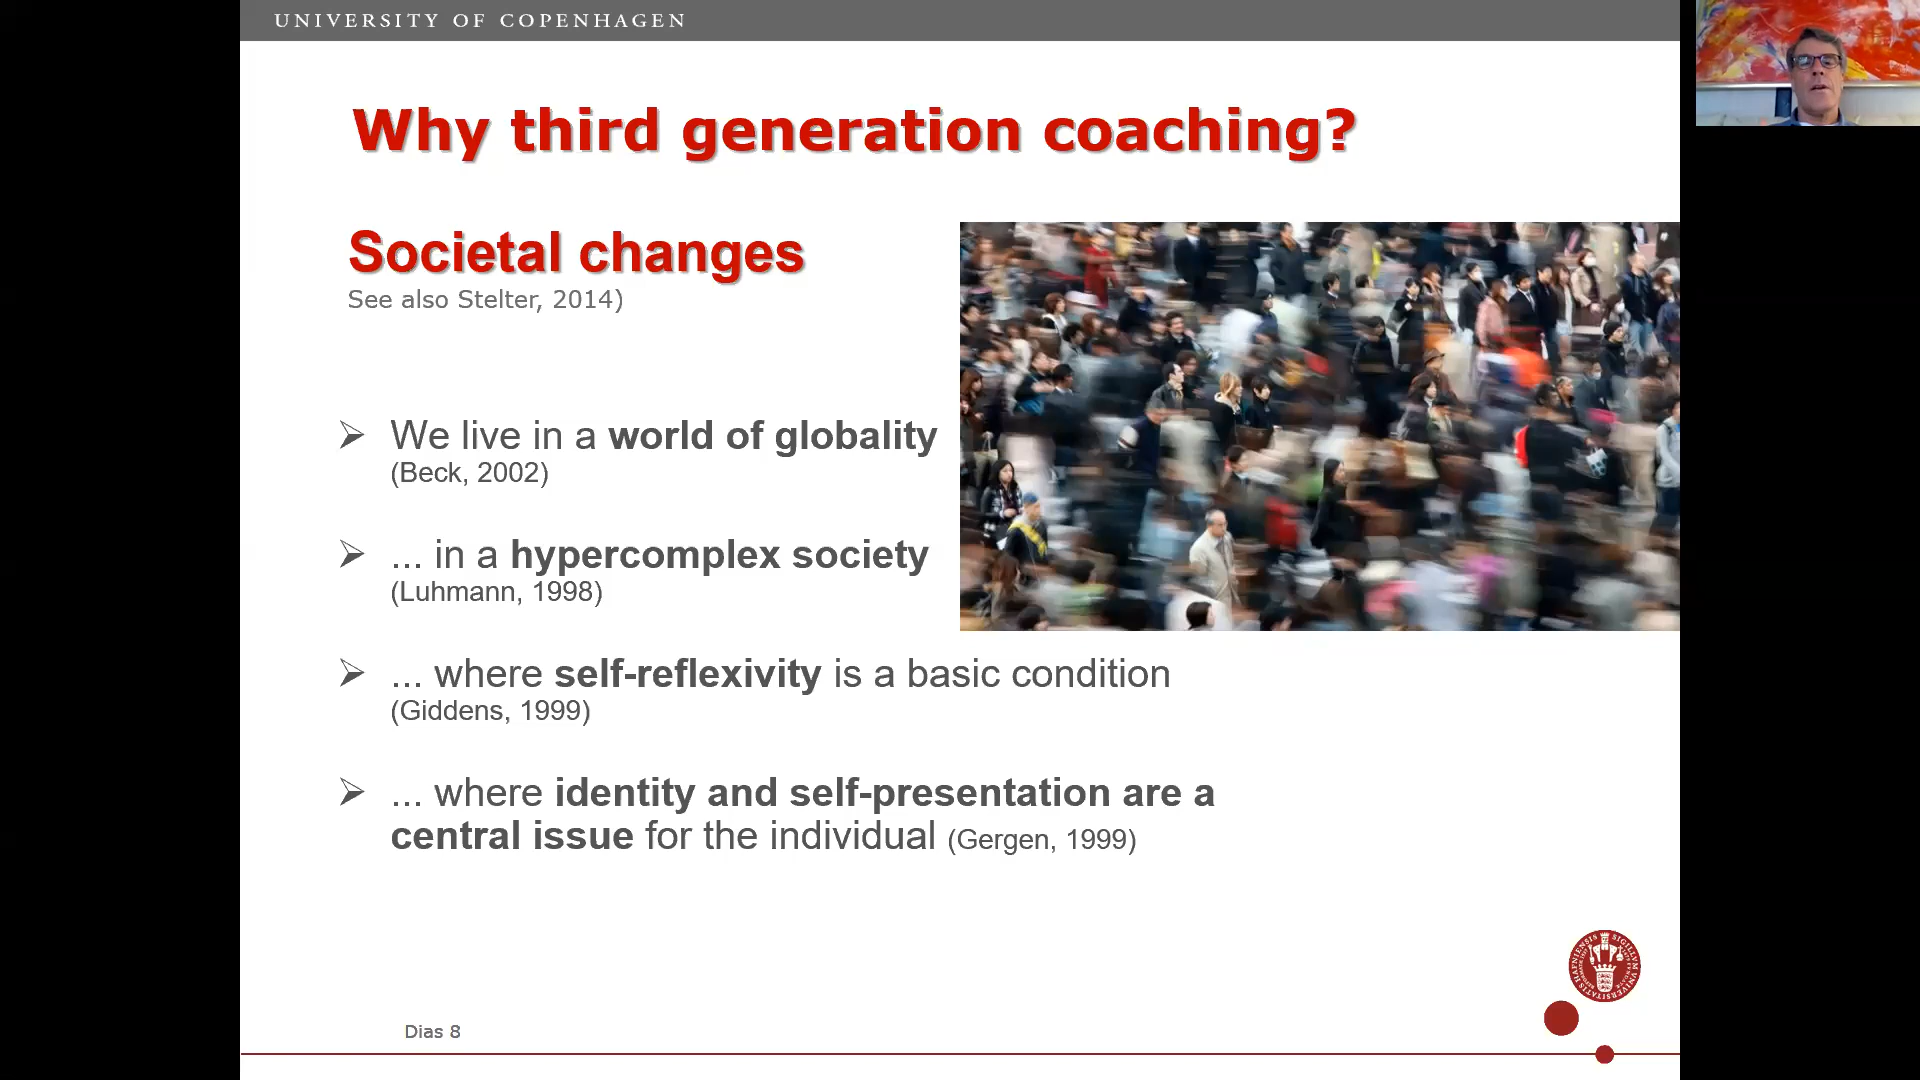 UNIVERSITY OF COPENHAGEN
Why third generation coaching?
Societal changes
See also Stelter, 2014)
➢ We live in a world of globality
(Beck, 2002)
➢ ... in a hypercomplex society
(Luhmann, 1998)
➢ ... where self-reflexivity is a basic condition
(Giddens, 1999)
➢ ... where identity and self-presentation are a
central issue for the individual (Gergen, 1999)
Dias 8